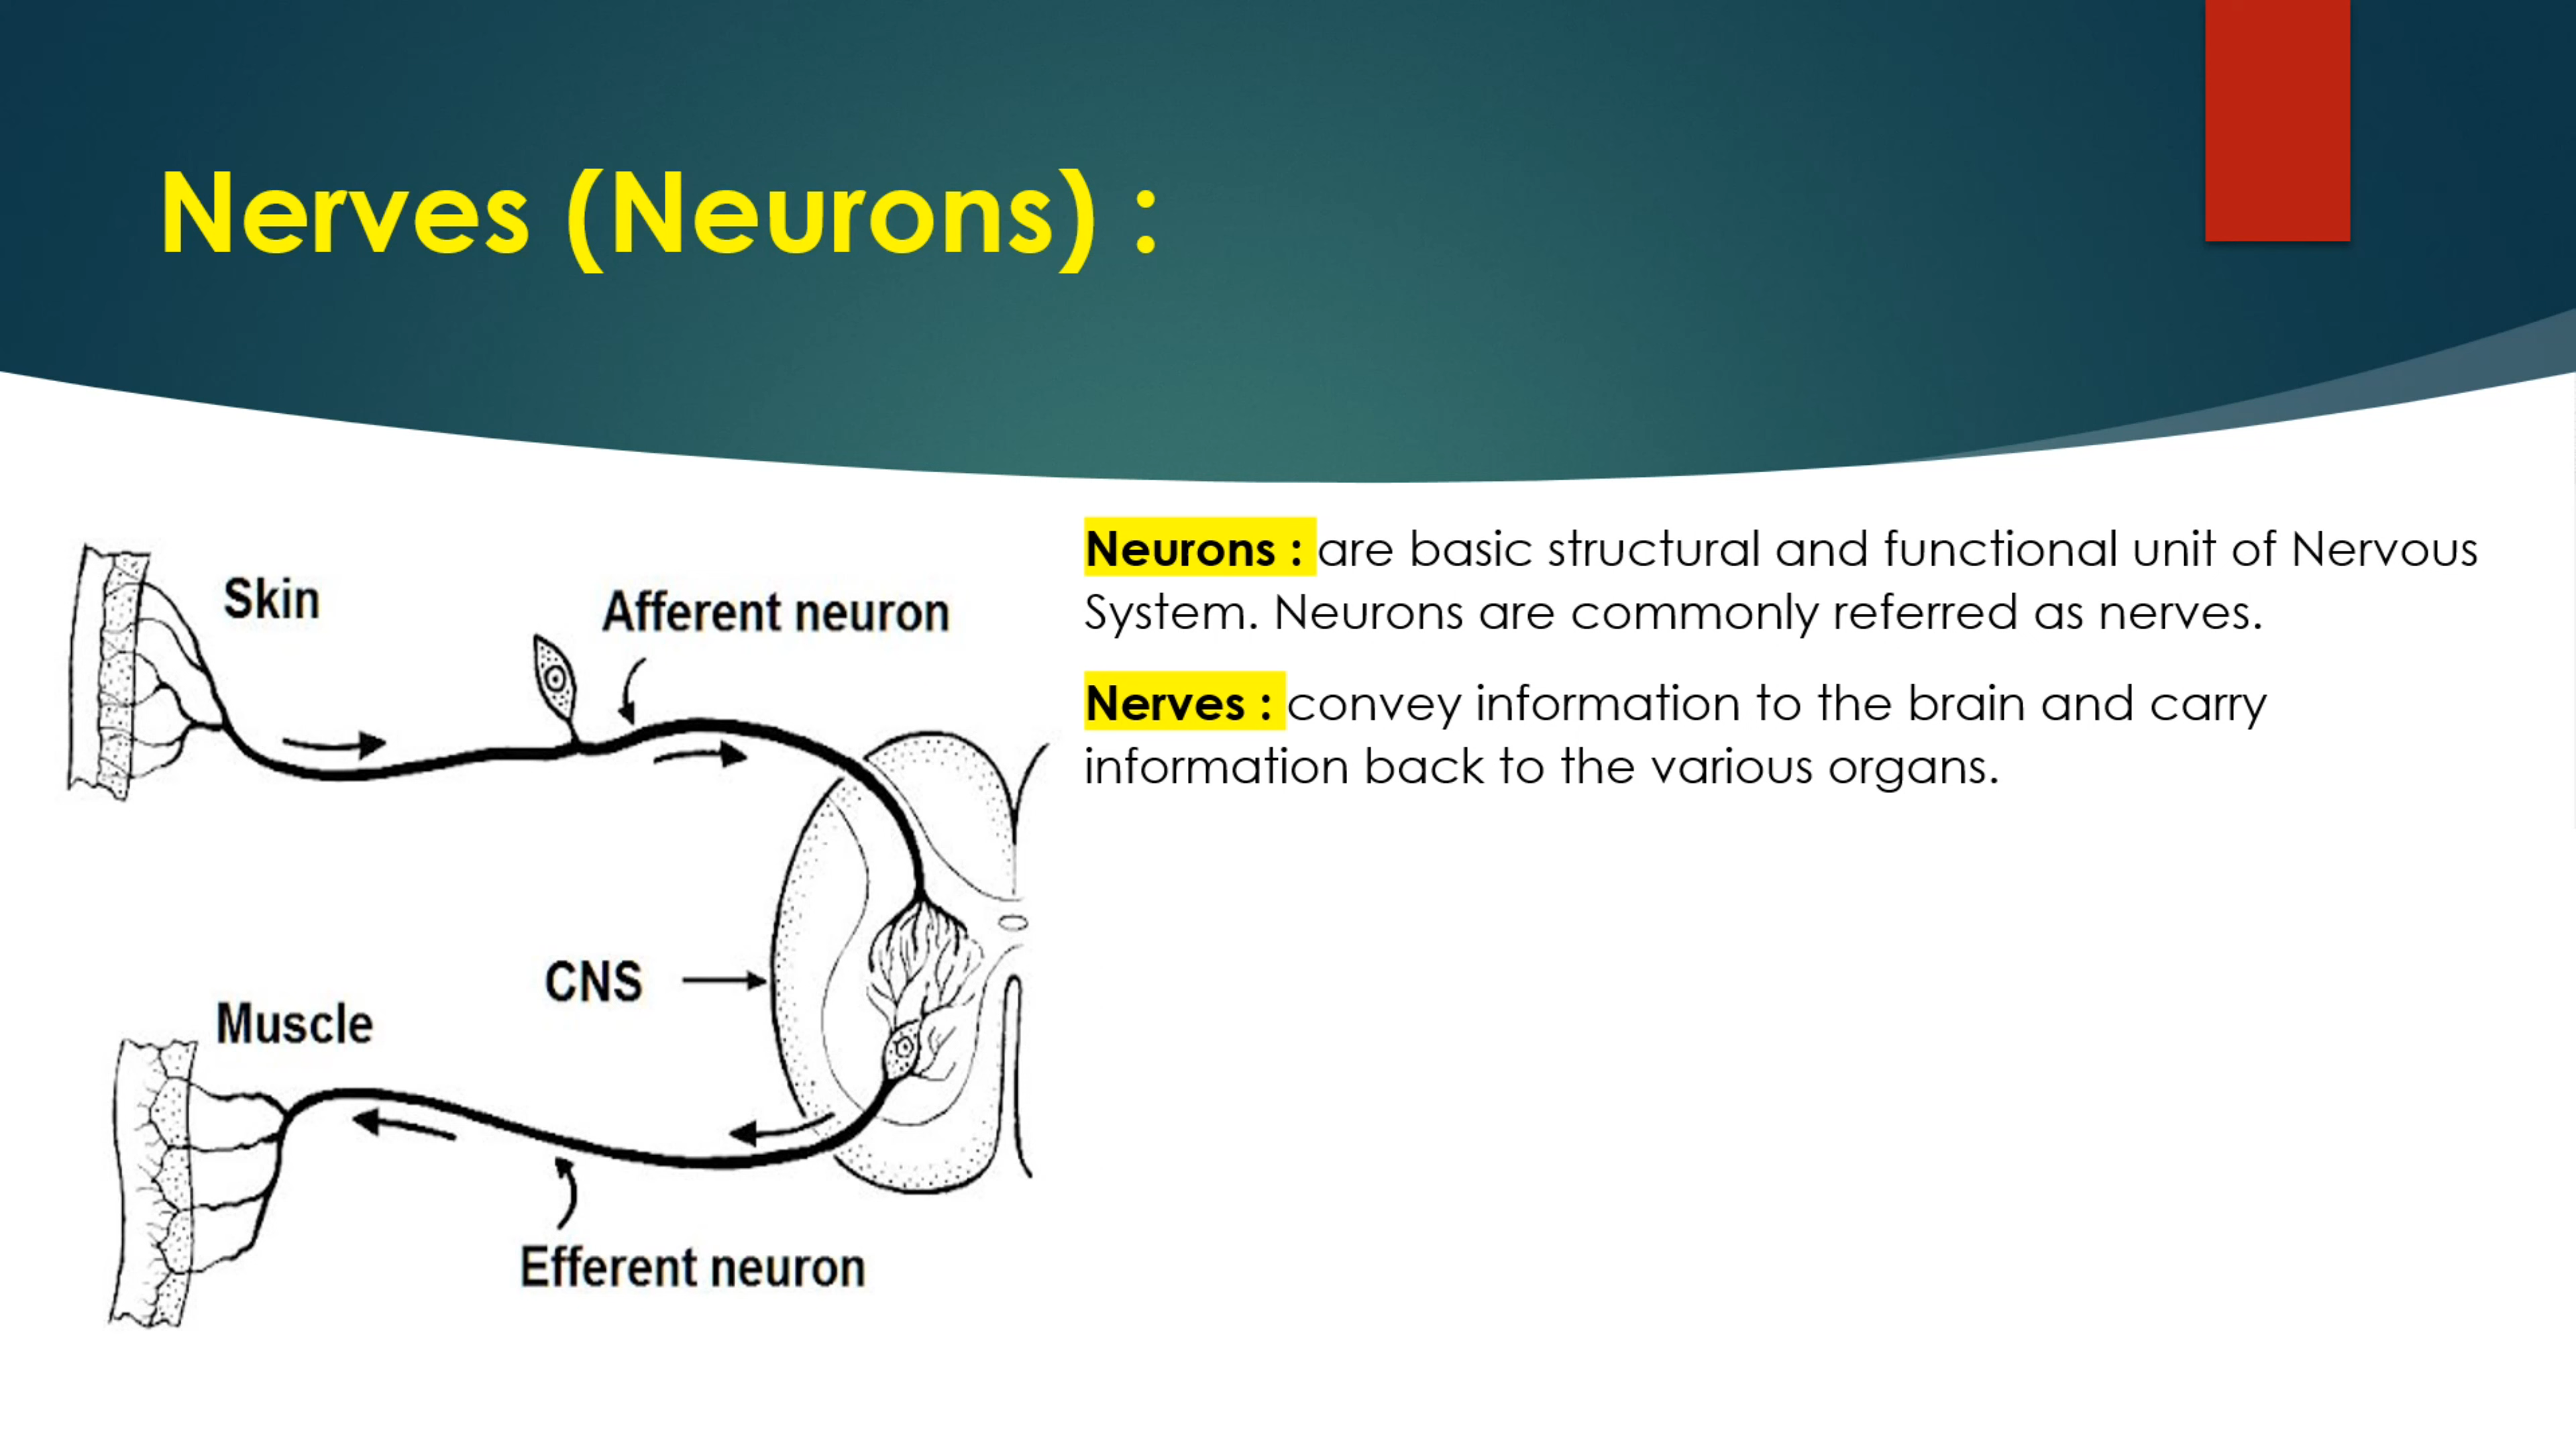 Nerves (Neurons) :
Skin
Afferent neuron
CNS
Muscle
Efferent neuron
Neurons : are basic structural and functional unit of Nervous
System. Neurons are commonly referred as nerves.
Nerves : convey information to the brain and carry
information back to the various organs.